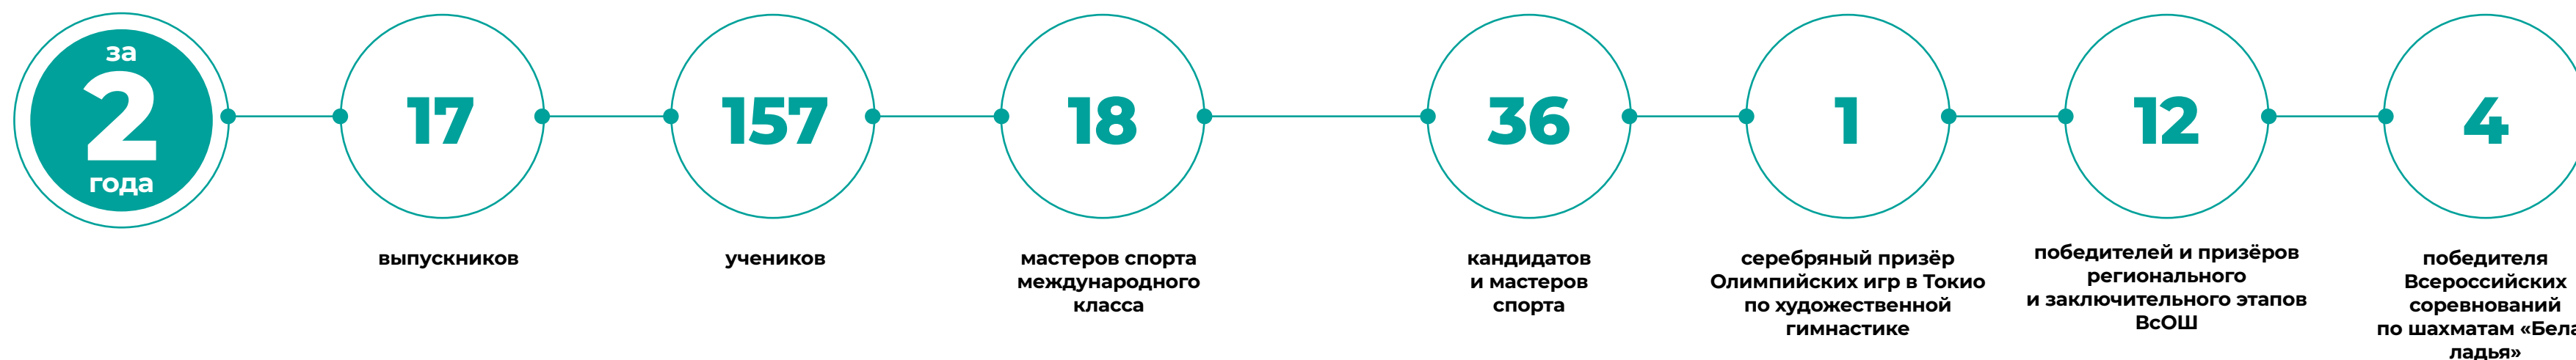 за
2
года
17
выпускников
157
учеников
18
мастеров спорта
международного
класса
36
кандидатов
и мастеров
спорта
1
серебряный призёр
Олимпийских игр в Токио
по художественной
гимнастике
12
победителей и призёров
регионального
и заключительного этапов
ВсОШ
4
победителя
Всероссийских
соревнований
по шахматам
ладья»